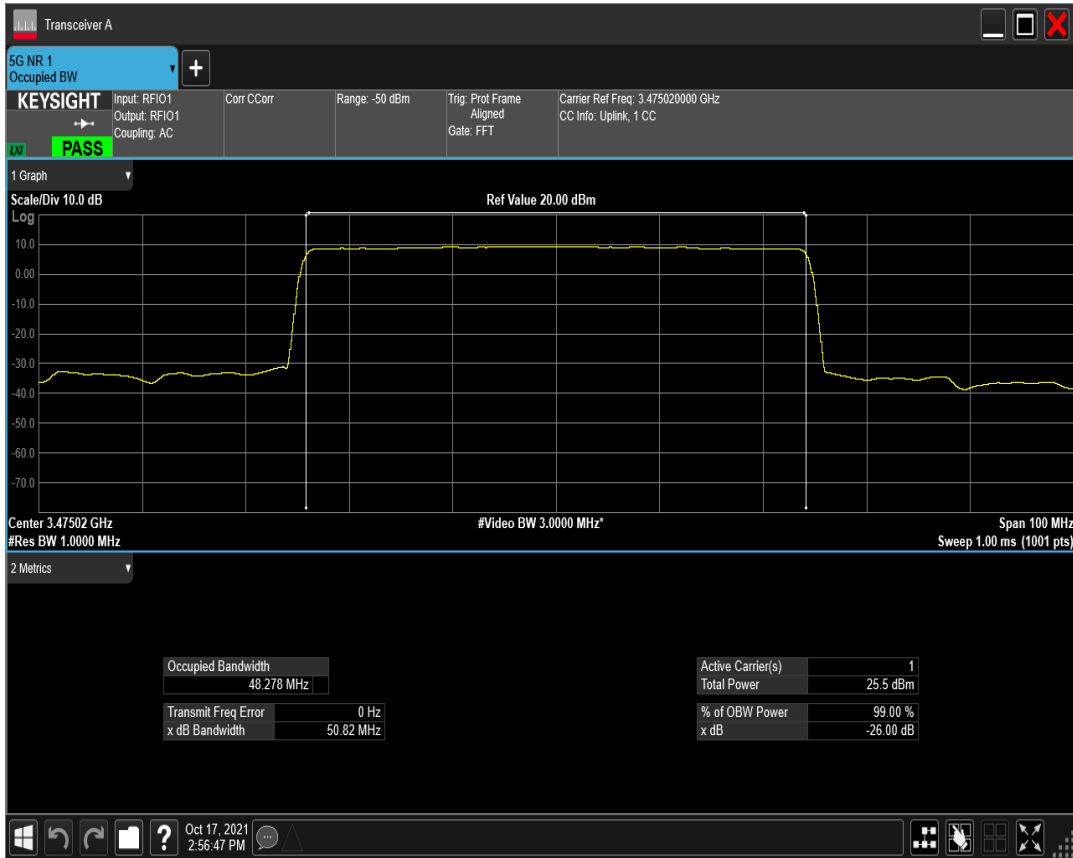 Transceiver A
5G NR 1
Occupied BW
KEYSIGHT
LXI
PASS
Input: RFIO1
Output: RFIO1
Coupling: AC
Corr CCorr
Range: -50 dBm
Trig: Prot Frame
Aligned
Gate: FFT
Carrier Ref Freq: 3.475020000 GHz
CC Info: Uplink, 1 CC
1 Graph
Scale/Div 10.0 dB
Ref Value 20.00 dBm
Log
10.0
0.00
-10.0
-20.0
-30.0
-40.0
-50.0
-60.0
-70.0
Center 3.47502 GHz
#Video BW 3.0000 MHz*
Span 100 MHz
#Res BW 1.0000 MHz
Sweep 1.00 ms (1001 pts)
2 Metrics
Occupied Bandwidth
48.278 MHz
Transmit Freq Error 0 Hz
x dB Bandwidth 50.82 MHz
Active Carrier(s) 1
Total Power 25.5 dBm
% of OBW Power 99.00 %
x dB -26.00 dB
Oct 17, 2021
2:56:47 PM